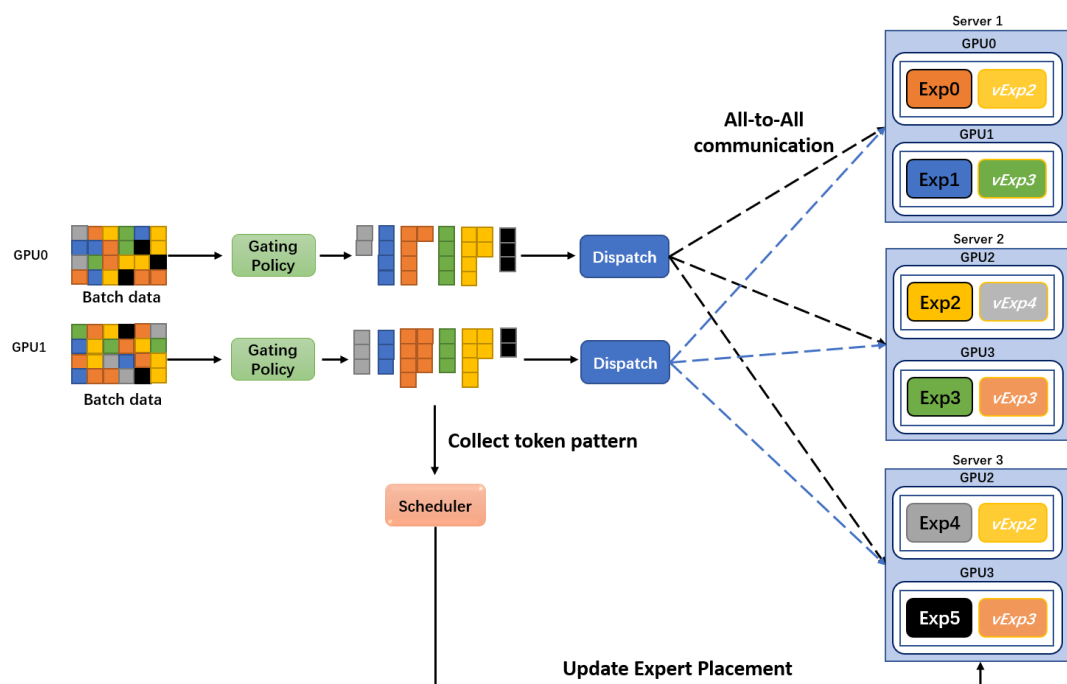 Server 1
GPU0
Exp0 vExp2
GPU1
Exp1 vExp3
All-to-All
communication
GPU0
Batch data
Gating
Policy
Dispatch
GPU1
Batch data
Gating
Policy
Dispatch
Server 2
GPU2
Exp2 vExp4
GPU3
Exp3 vExp3
Collect token pattern
Scheduler
Server 3
GPU2
Exp4 vExp2
GPU3
Exp5 vExp3
Update Expert Placement